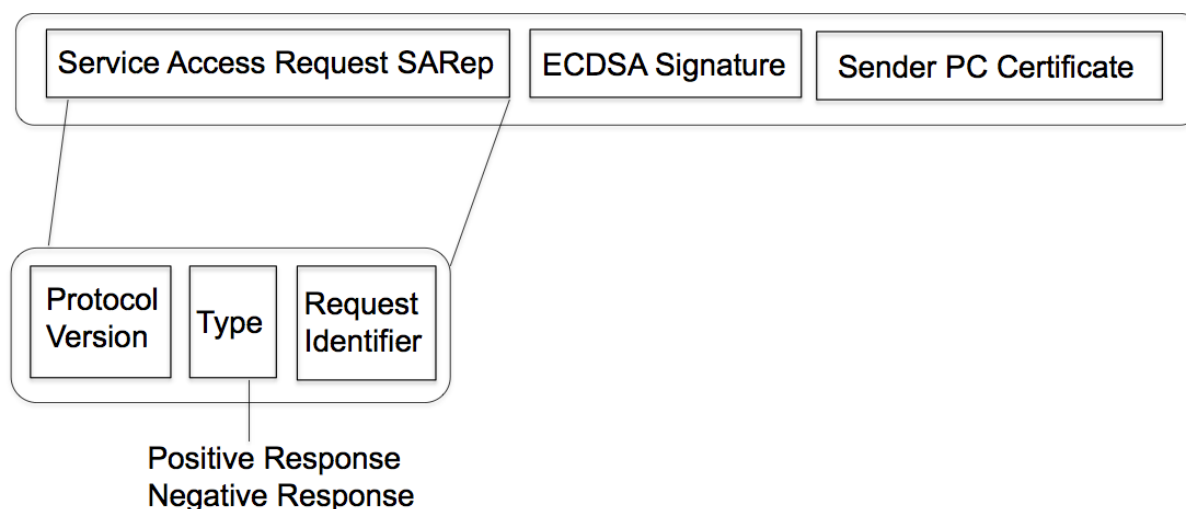 Service Access Request SARep
ECDSA Signature
Sender PC Certificate
Protocol
Version
Type
Request
Identifier
Positive Response
Negative Response